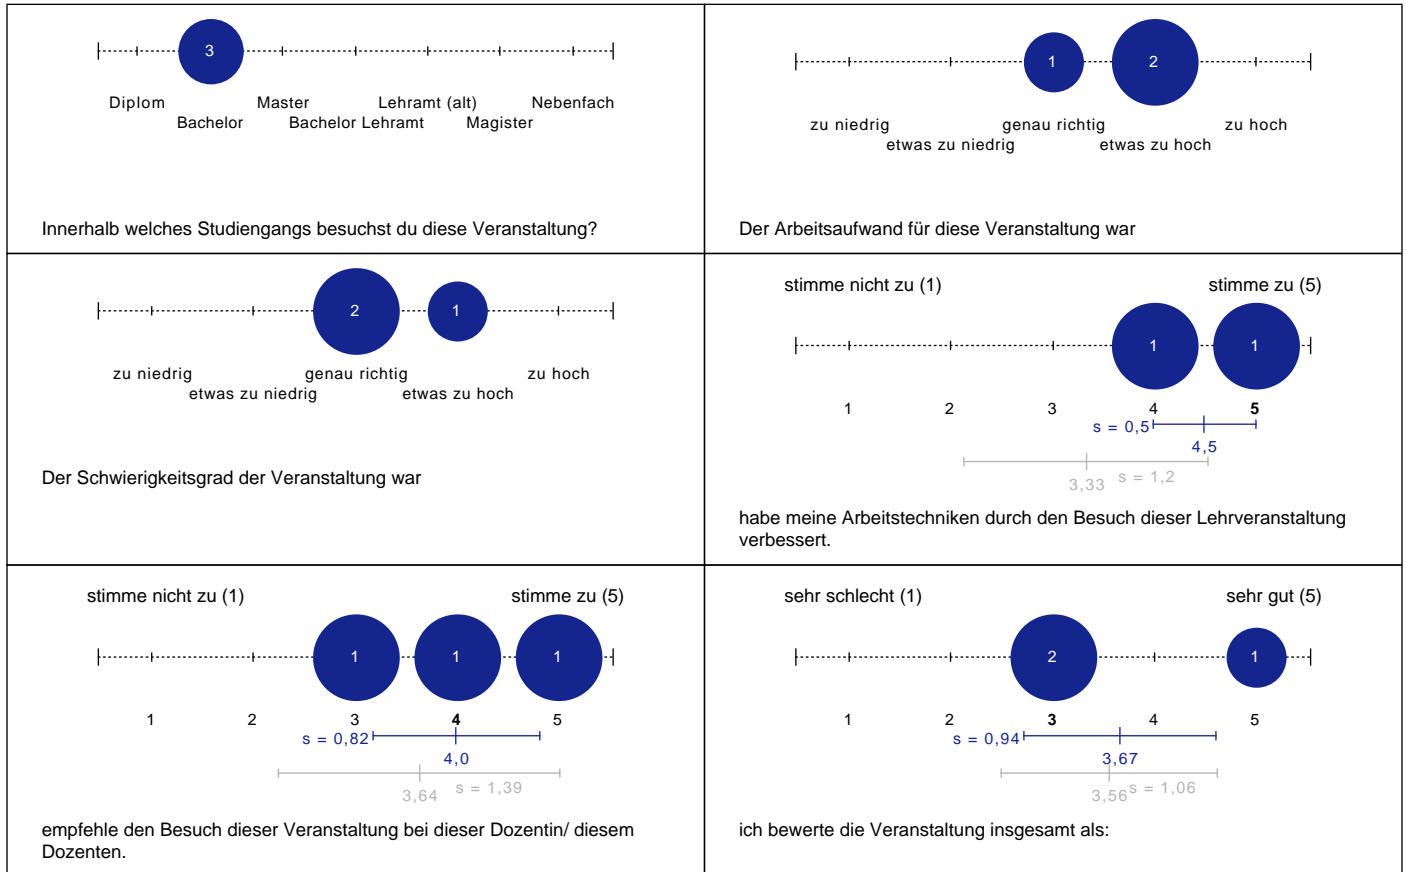 3
Diplom
Master
Lehramt (alt)
Nebenfach
Bachelor
Bachelor Lehramt
Magister
Innerhalb welches Studiengangs besuchst du diese Veranstaltung?
1
2
zu niedrig
genau richtig
zu hoch
etwas zu niedrig
etwas zu hoch
Der Arbeitsaufwand für diese Veranstaltung war
2
1
zu niedrig
genau richtig
zu hoch
etwas zu niedrig
etwas zu hoch
Der Schwierigkeitsgrad der Veranstaltung war
stimme nicht zu (1)
stimme zu (5)
1
1
1
2
3
4
5
s = 0,5
4,5
3,33
s = 1,2
habe meine Arbeitstechniken durch den Besuch dieser Lehrveranstaltung
verbessert.
stimme nicht zu (1)
stimme zu (5)
1
1
1
1
2
3
4
5
s = 0,82
4,0
3,64
s = 1,39
empfehle den Besuch dieser Veranstaltung bei dieser Dozentin/ diesem
Dozenten.
sehr schlecht (1)
sehr gut (5)
2
1
1
2
3
4
5
s = 0,94
3,67
3,56
s = 1,06
ich bewerte die Veranstaltung insgesamt als: